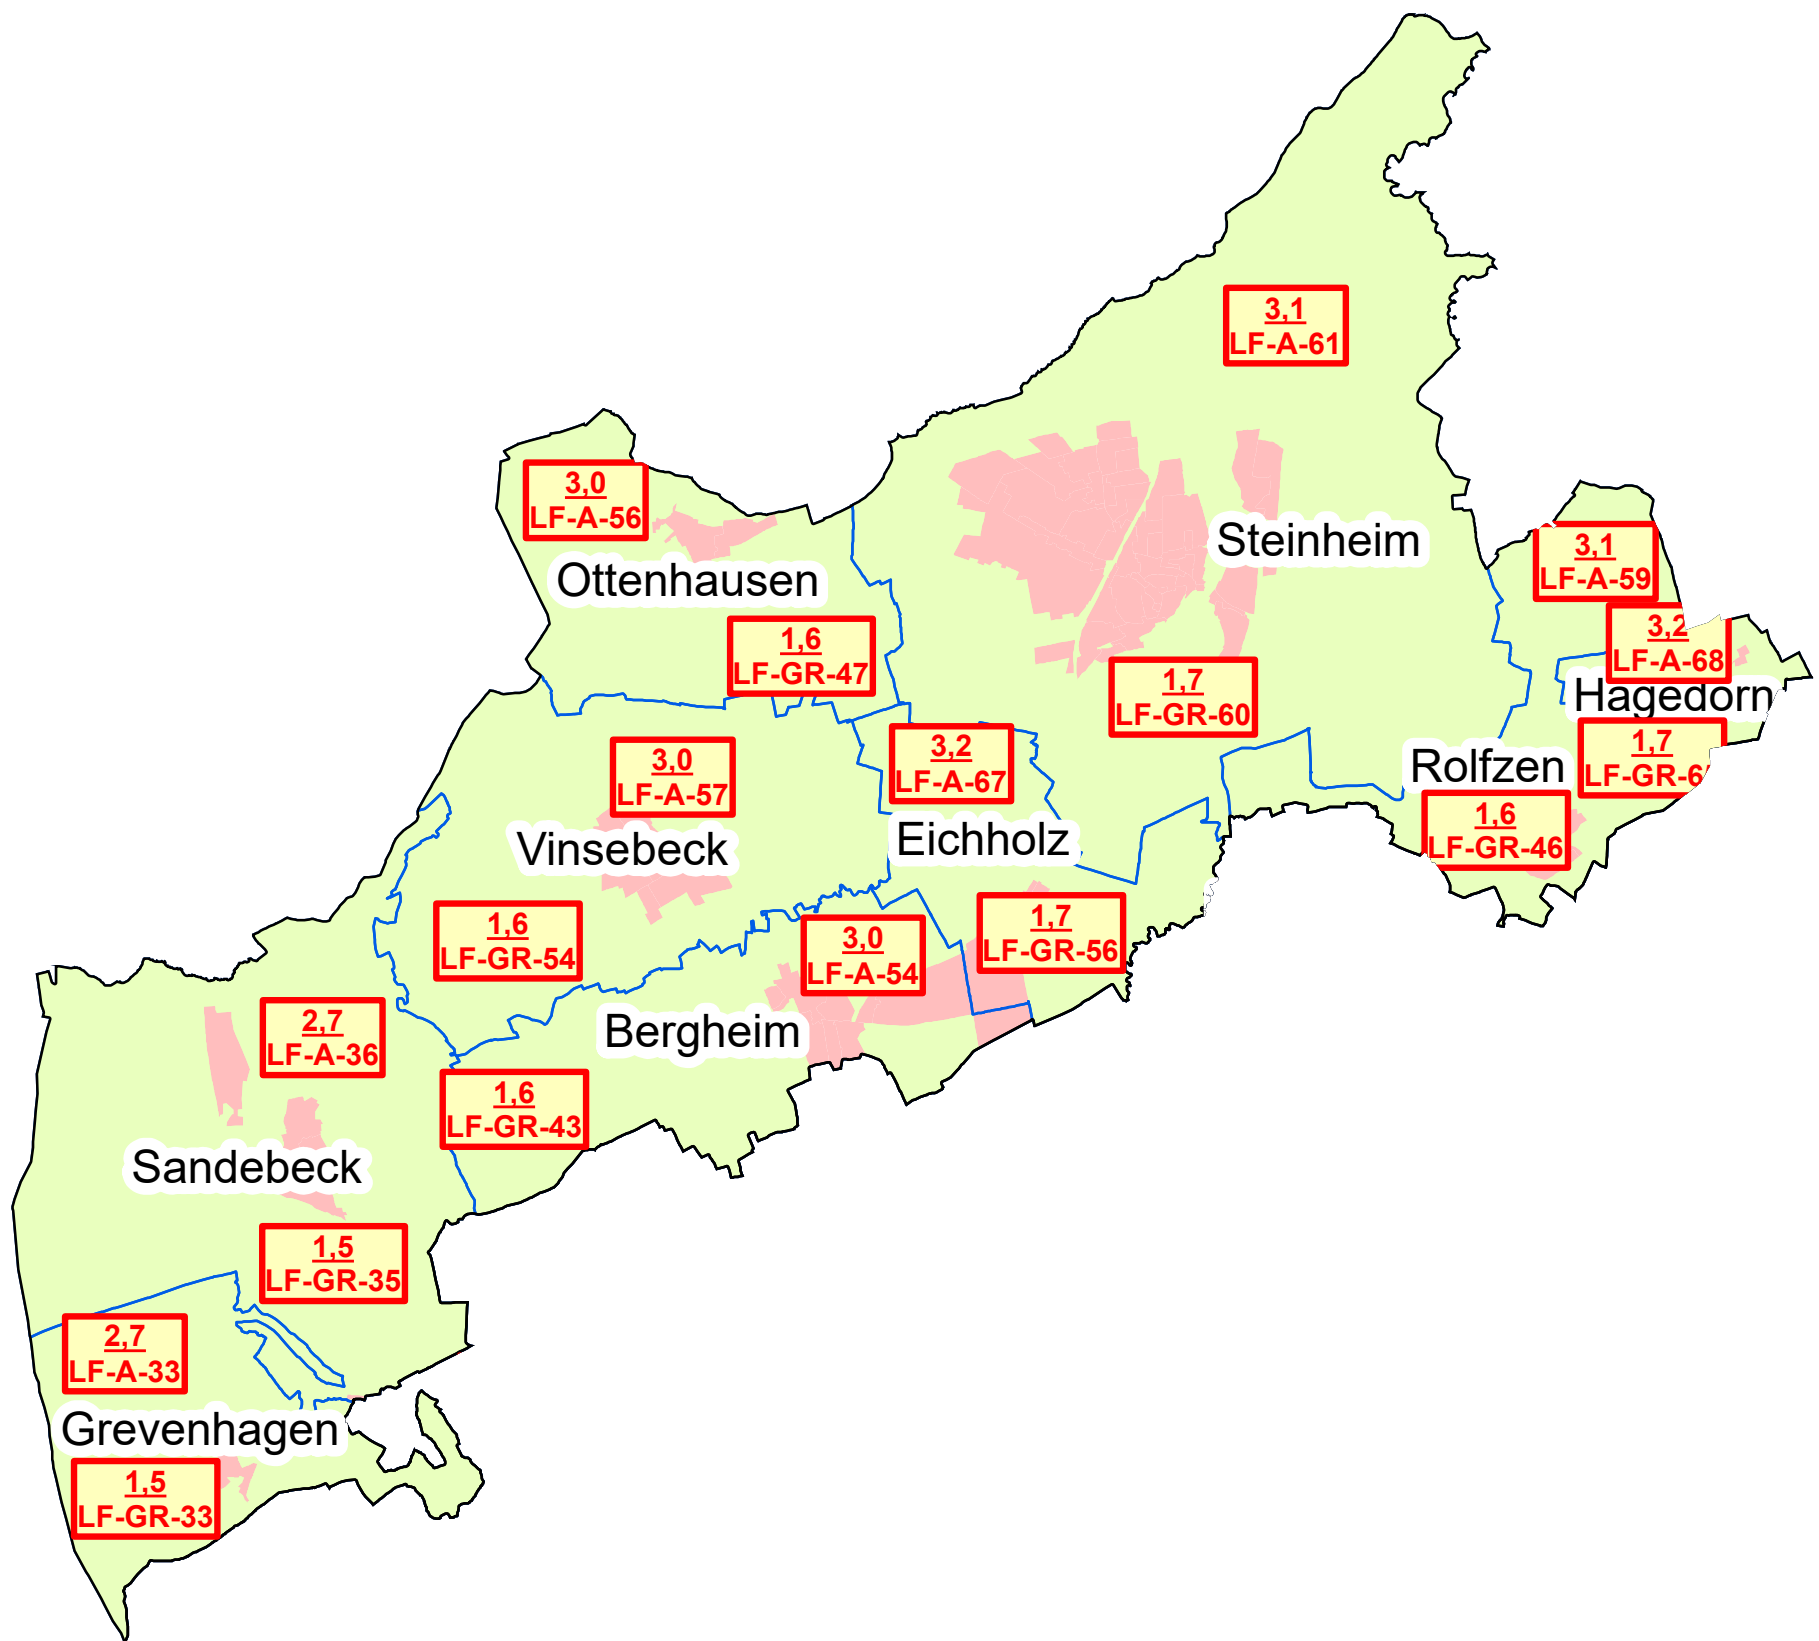 3,1
LF-A-61
3,0
LF-A-56
Steinheim
3,1
LF-A-59
Ottenhausen
3,2
LF-A-68
1,6
LF-GR-47
1,7
LF-GR-60
Hagedorn
3,0
LF-A-57
3,2
LF-A-67
Rolfzen
1,7
Vinsebeck
Eichholz
1,6
LF-GR-46
1,6
LF-GR-54
3,0
LF-A-54
1,7
LF-GR-56
2,7
LF-A-36
Bergheim
1,6
LF-GR-43
Sandebeck
1,5
LF-GR-35
2,7
LF-A-33
Grevenhagen
1,5
LF-GR-33